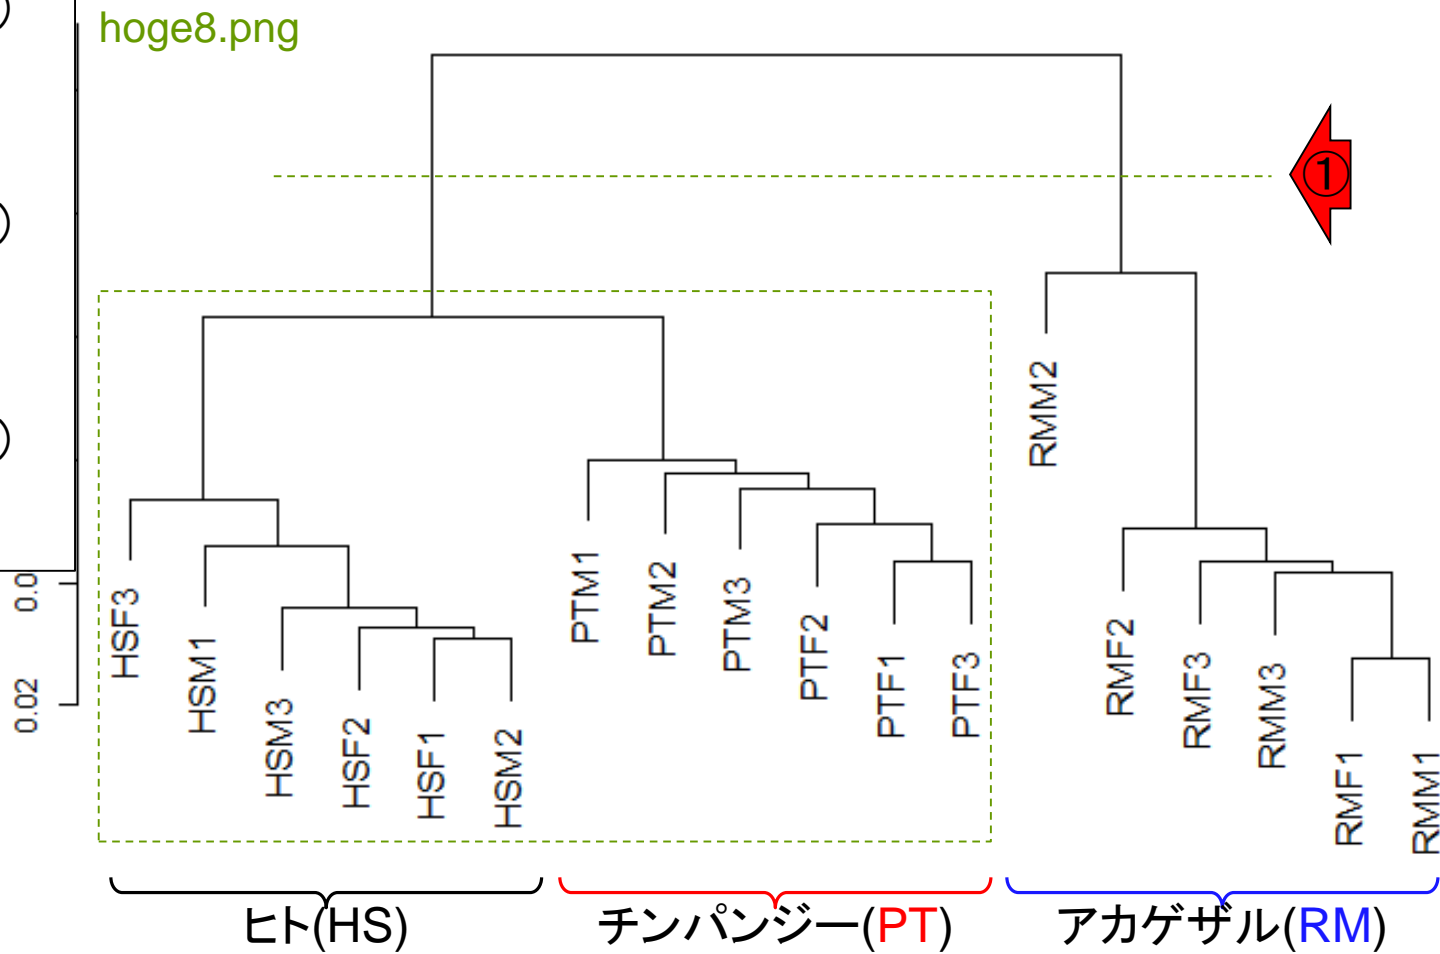 hoge8.png
①
RMM2
0.0
0.02
HSF3
HSM1
HSM3
HSF2
HSF1
HSM2
PTM1
PTM2
PTM3
PTF2
PTF1
PTF3
RMF2
RMF3
RMM3
RMF1
RMM1
ヒト(HS) チンパンジー(PT) アカゲザル(RM)